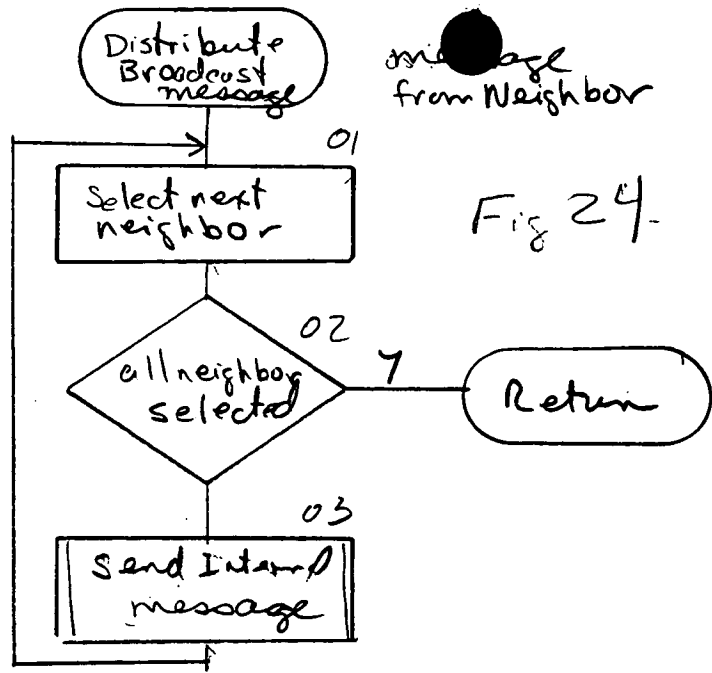 Distribute
Broadcast
message
from Neighbor
01
Select next
neighbor
Fig 24.
02
all neighbor
selected
Y
Return
03
Send Internal
message